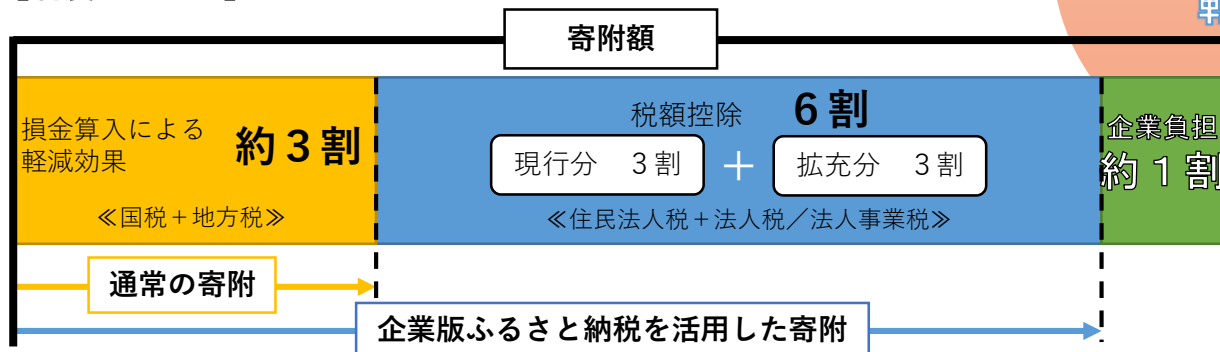 寄附額
損金算入による
軽減効果
約3割
≪国税+地方税≫
税額控除 6割
現行分 3割 + 拡充分 3割
≪住民法人税+法人税/法人事業税≫
企業負担
約1割
通常の寄附
企業版ふるさと納税を活用した寄附